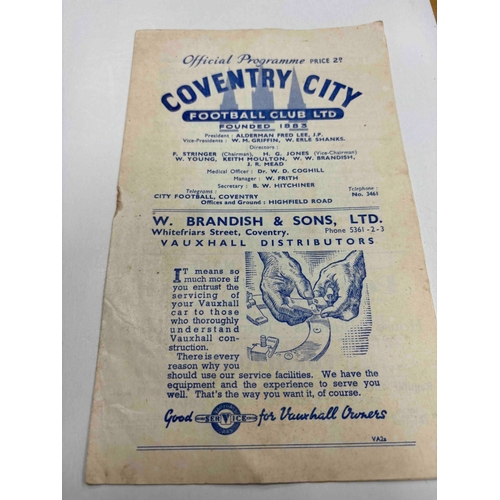 Official Programme PRICE 2D
COVENTRY CITY
FOOTBALL CLUB LTD
FOUNDED 1883
President : ALDERMAN FRED LEE, J.P.
Vice-Presidents : W. M. GRIFFIN, W. ERLE SHANKS.
Directors :
F. STRINGER (Chairman), H. G. JONES (Vice-Chairman)
W. YOUNG, KEITH MOULTON, W. W. BRANDISH,
J. R. MEAD
Medical Officer : Dr. W. D. COGHILL
Manager : W. FRITH
Secretary : B. W. HITCHINER
Telegrams : Telephone :
CITY FOOTBALL, COVENTRY No. 3461
Offices and Ground : HIGHFIELD ROAD
W. BRANDISH & SONS, LTD.
Whitefriars Street, Coventry. Phone 5361-2-3
VAUXHALL DISTRIBUTORS
IT means so
much more if
you entrust the
servicing of
your Vauxhall
car to those
who thoroughly
understand
Vauxhall con-
struction.
There is every
reason why you
should use our service facilities. We have the
equipment and the experience to serve you
well. That's the way you want it, of course.
Good SERVICE for Vauxhall Owners
VA2a